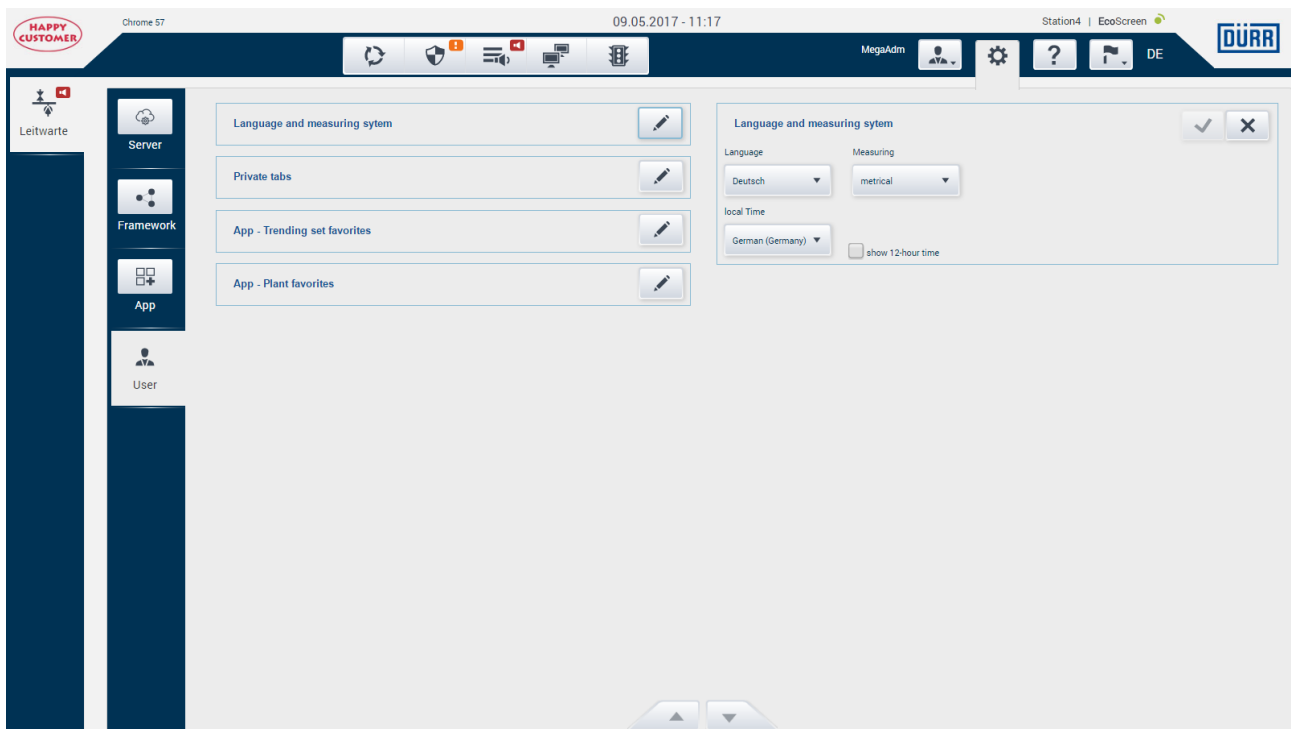 HAPPY
CUSTOMER
Chrome 57
09.05.2017 - 11:17
Station4 | EcoScreen
DÜRR
MegaAdm
?
DE
Leitwarte
Server
Framework
App
User
Language and measuring sytem
Private tabs
App - Trending set favorites
App - Plant favorites
Language and measuring sytem
Language Measuring
Deutsch metrical
local Time
German (Germany)
show 12-hour time